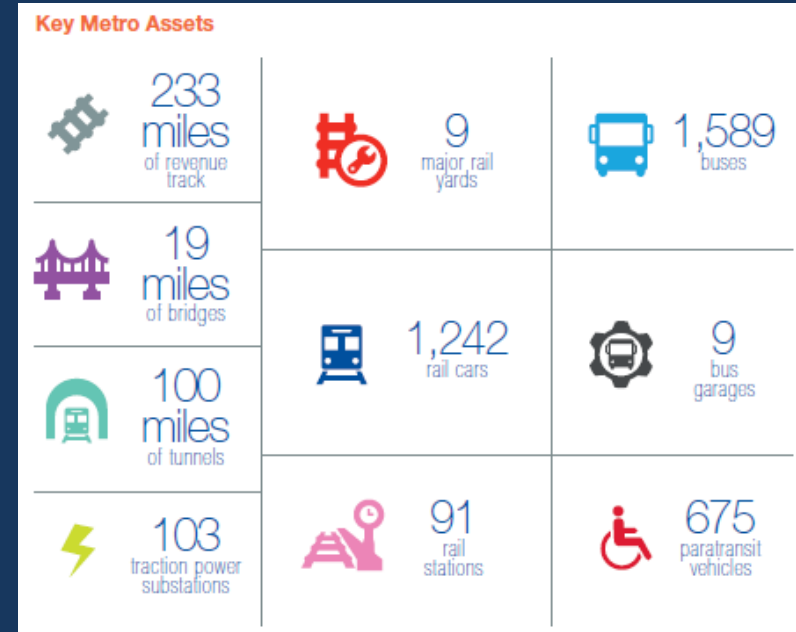 Key Metro Assets
233
miles
of revenue
track
19
miles
of bridges
100
miles
of tunnels
103
traction power
substations
9
major rail
yards
1,242
rail cars
91
rail
stations
1,589
buses
9
bus
garages
675
paratransit
vehicles